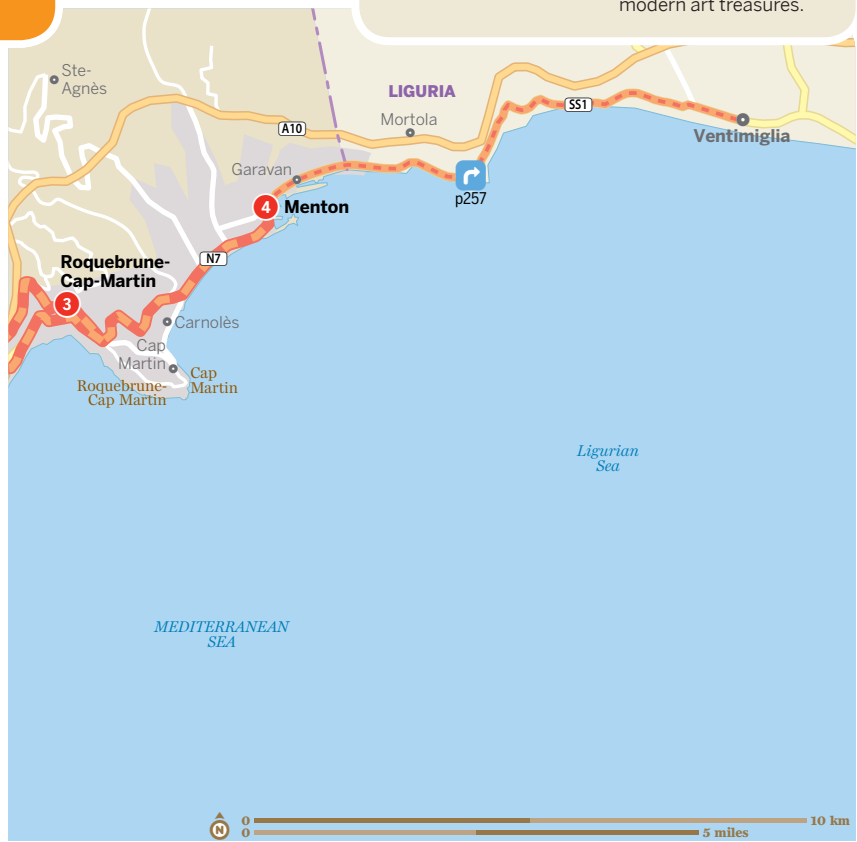 modern art treasures.
Ste-
Agnès
LIGURIA
Mortola
A10
SS1
Ventimiglia
Garavan
p257
4 Menton
N7
Roquebrune-
Cap-Martin
3
Carnolès
Cap
Martin
Cap
Martin
Roquebrune-
Cap Martin
Ligurian
Sea
MEDITERRANEAN
SEA
N
0 10 km
0 5 miles